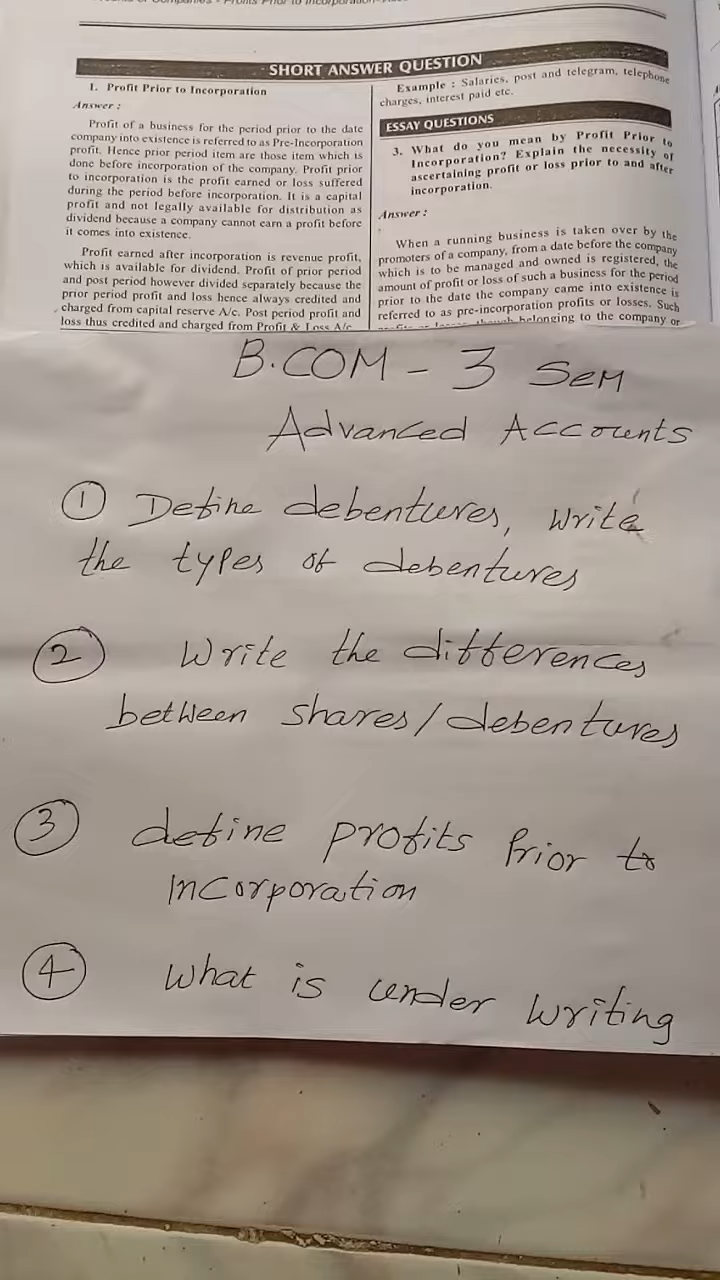 SHORT ANSWER QUESTION
1. Profit Prior to Incorporation
Answer :
Profit of a business for the period prior to the date
company into existence is referred to as Pre-Incorporation
profit. Hence prior period item are those item which is
done before incorporation of the company. Profit prior
to incorporation is the profit earned or loss suffered
during the period before incorporation. It is a capital
profit and not legally available for distribution as
dividend because a company cannot earn a profit before
it comes into existence.
Profit earned after incorporation is revenue profit,
which is available for dividend. Profit of prior period
and post period however divided separately because the
prior period profit and loss hence always credited and
charged from capital reserve A/c. Post period profit and
loss thus credited and charged from Profit & Loss A/c
Example : Salaries, post and telegram, telephone
charges, interest paid etc.
ESSAY QUESTIONS
3. What do you mean by Profit Prior to
Incorporation? Explain the necessity of
ascertaining profit or loss prior to and after
incorporation.
Answer :
When a running business is taken over by the
promoters of a company, from a date before the company
which is to be managed and owned is registered, the
amount of profit or loss of such a business for the period
prior to the date the company came into existence is
referred to as pre-incorporation profits or losses. Such
though belonging to the company or
B.COM - 3 SEM
Advanced Accounts
① Define debentures, write
the types of debentures
② Write the differences
between shares/debentures
③ define profits Prior to
Incorporation
④ What is under writing